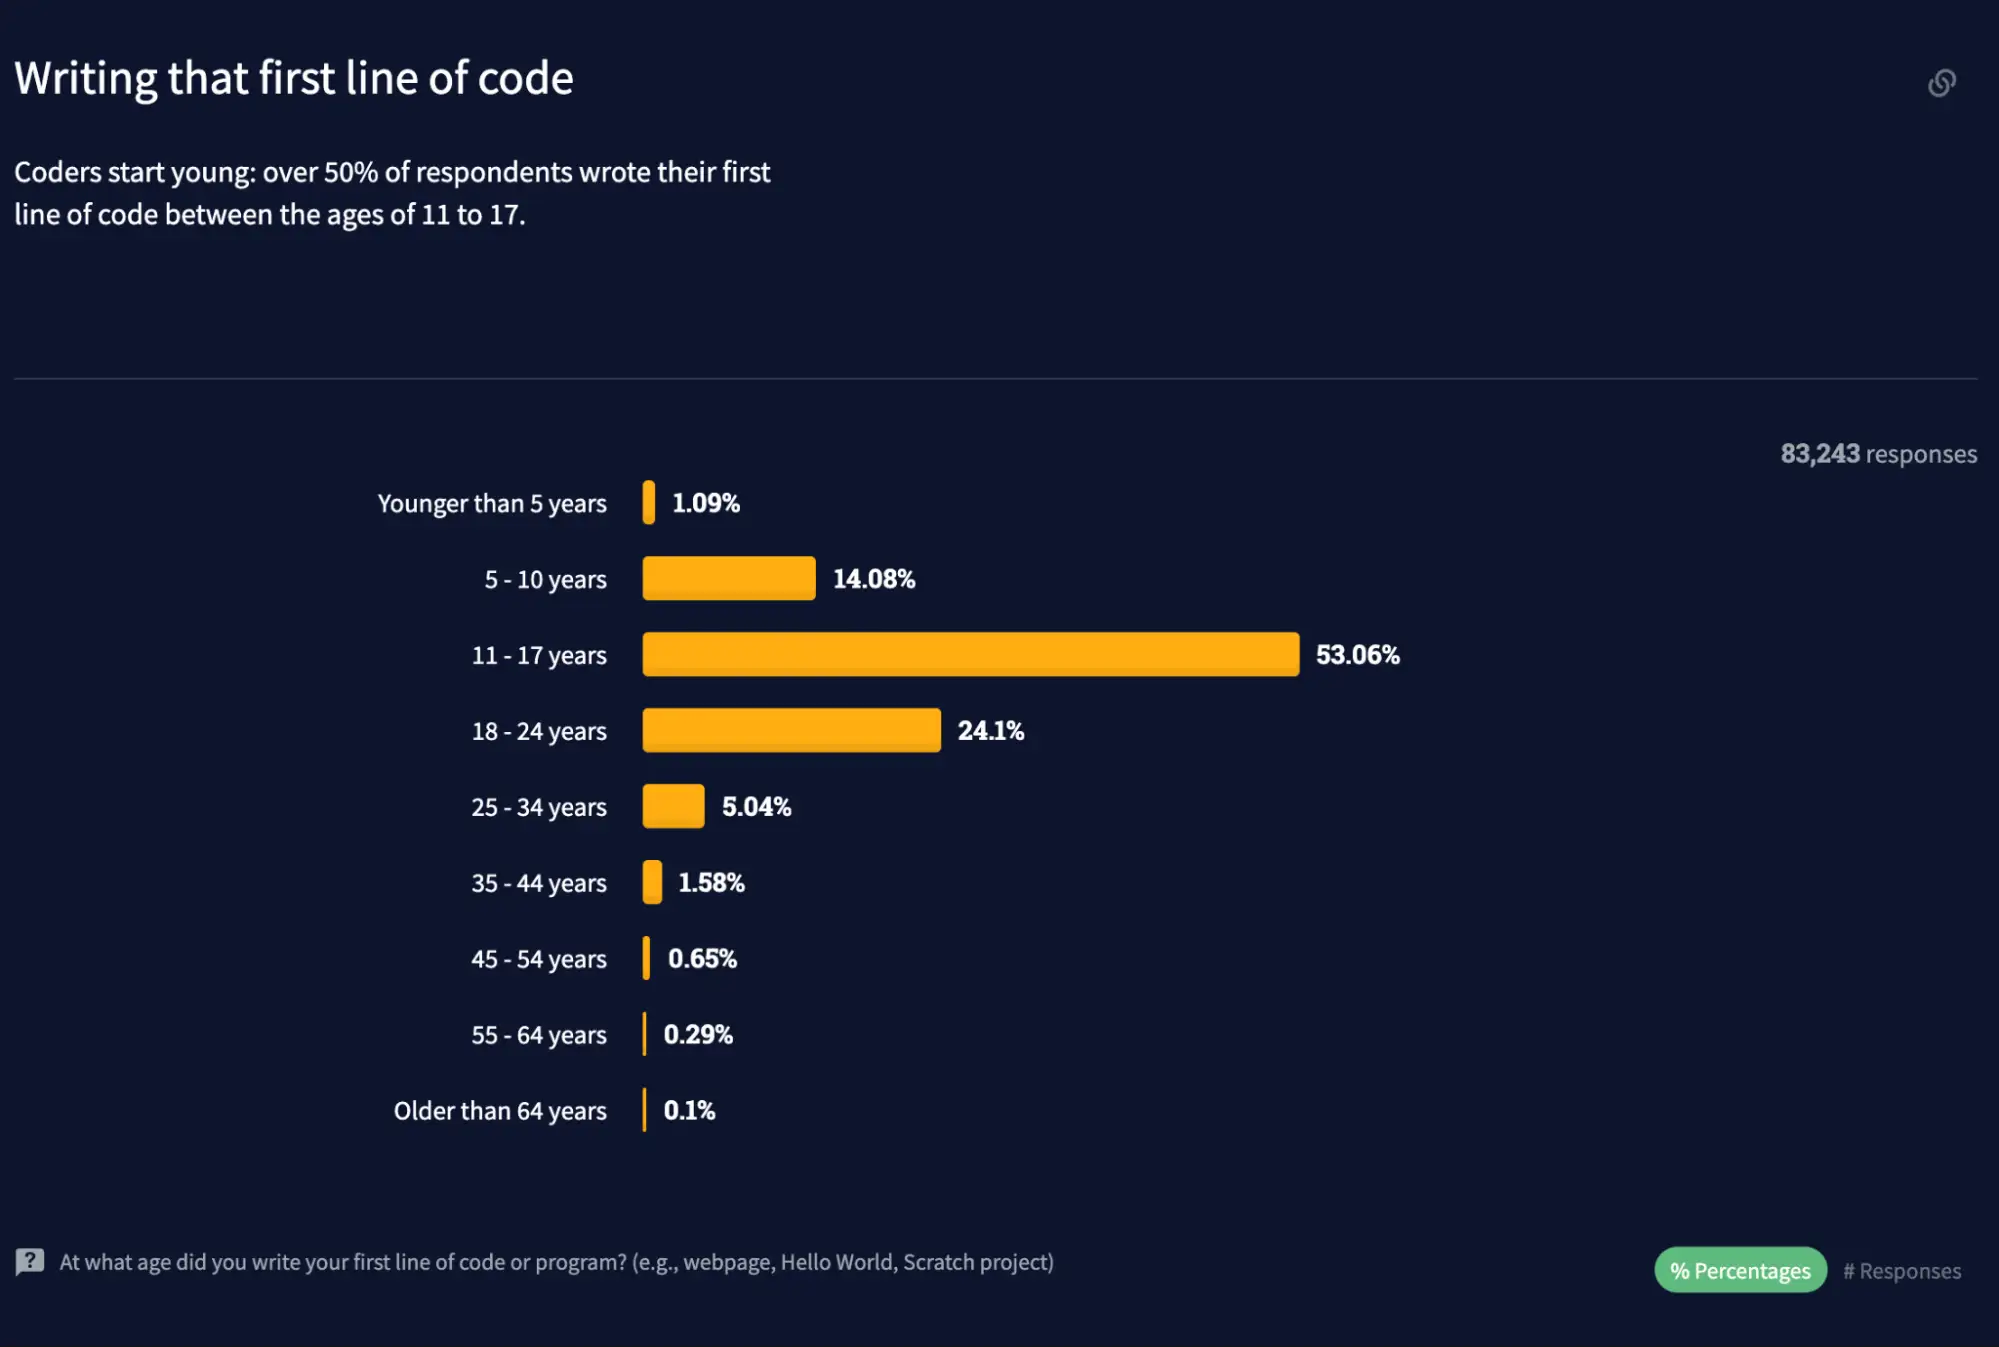 Writing that first line of code
Coders start young: over 50% of respondents wrote their first
line of code between the ages of 11 to 17.
83,243 responses
Younger than 5 years 1.09%
5 - 10 years 14.08%
11 - 17 years 53.06%
18 - 24 years 24.1%
25 - 34 years 5.04%
35 - 44 years 1.58%
45 - 54 years 0.65%
55 - 64 years 0.29%
Older than 64 years 0.1%
? At what age did you write your first line of code or program? (e.g., webpage, Hello World, Scratch project)
% Percentages # Responses